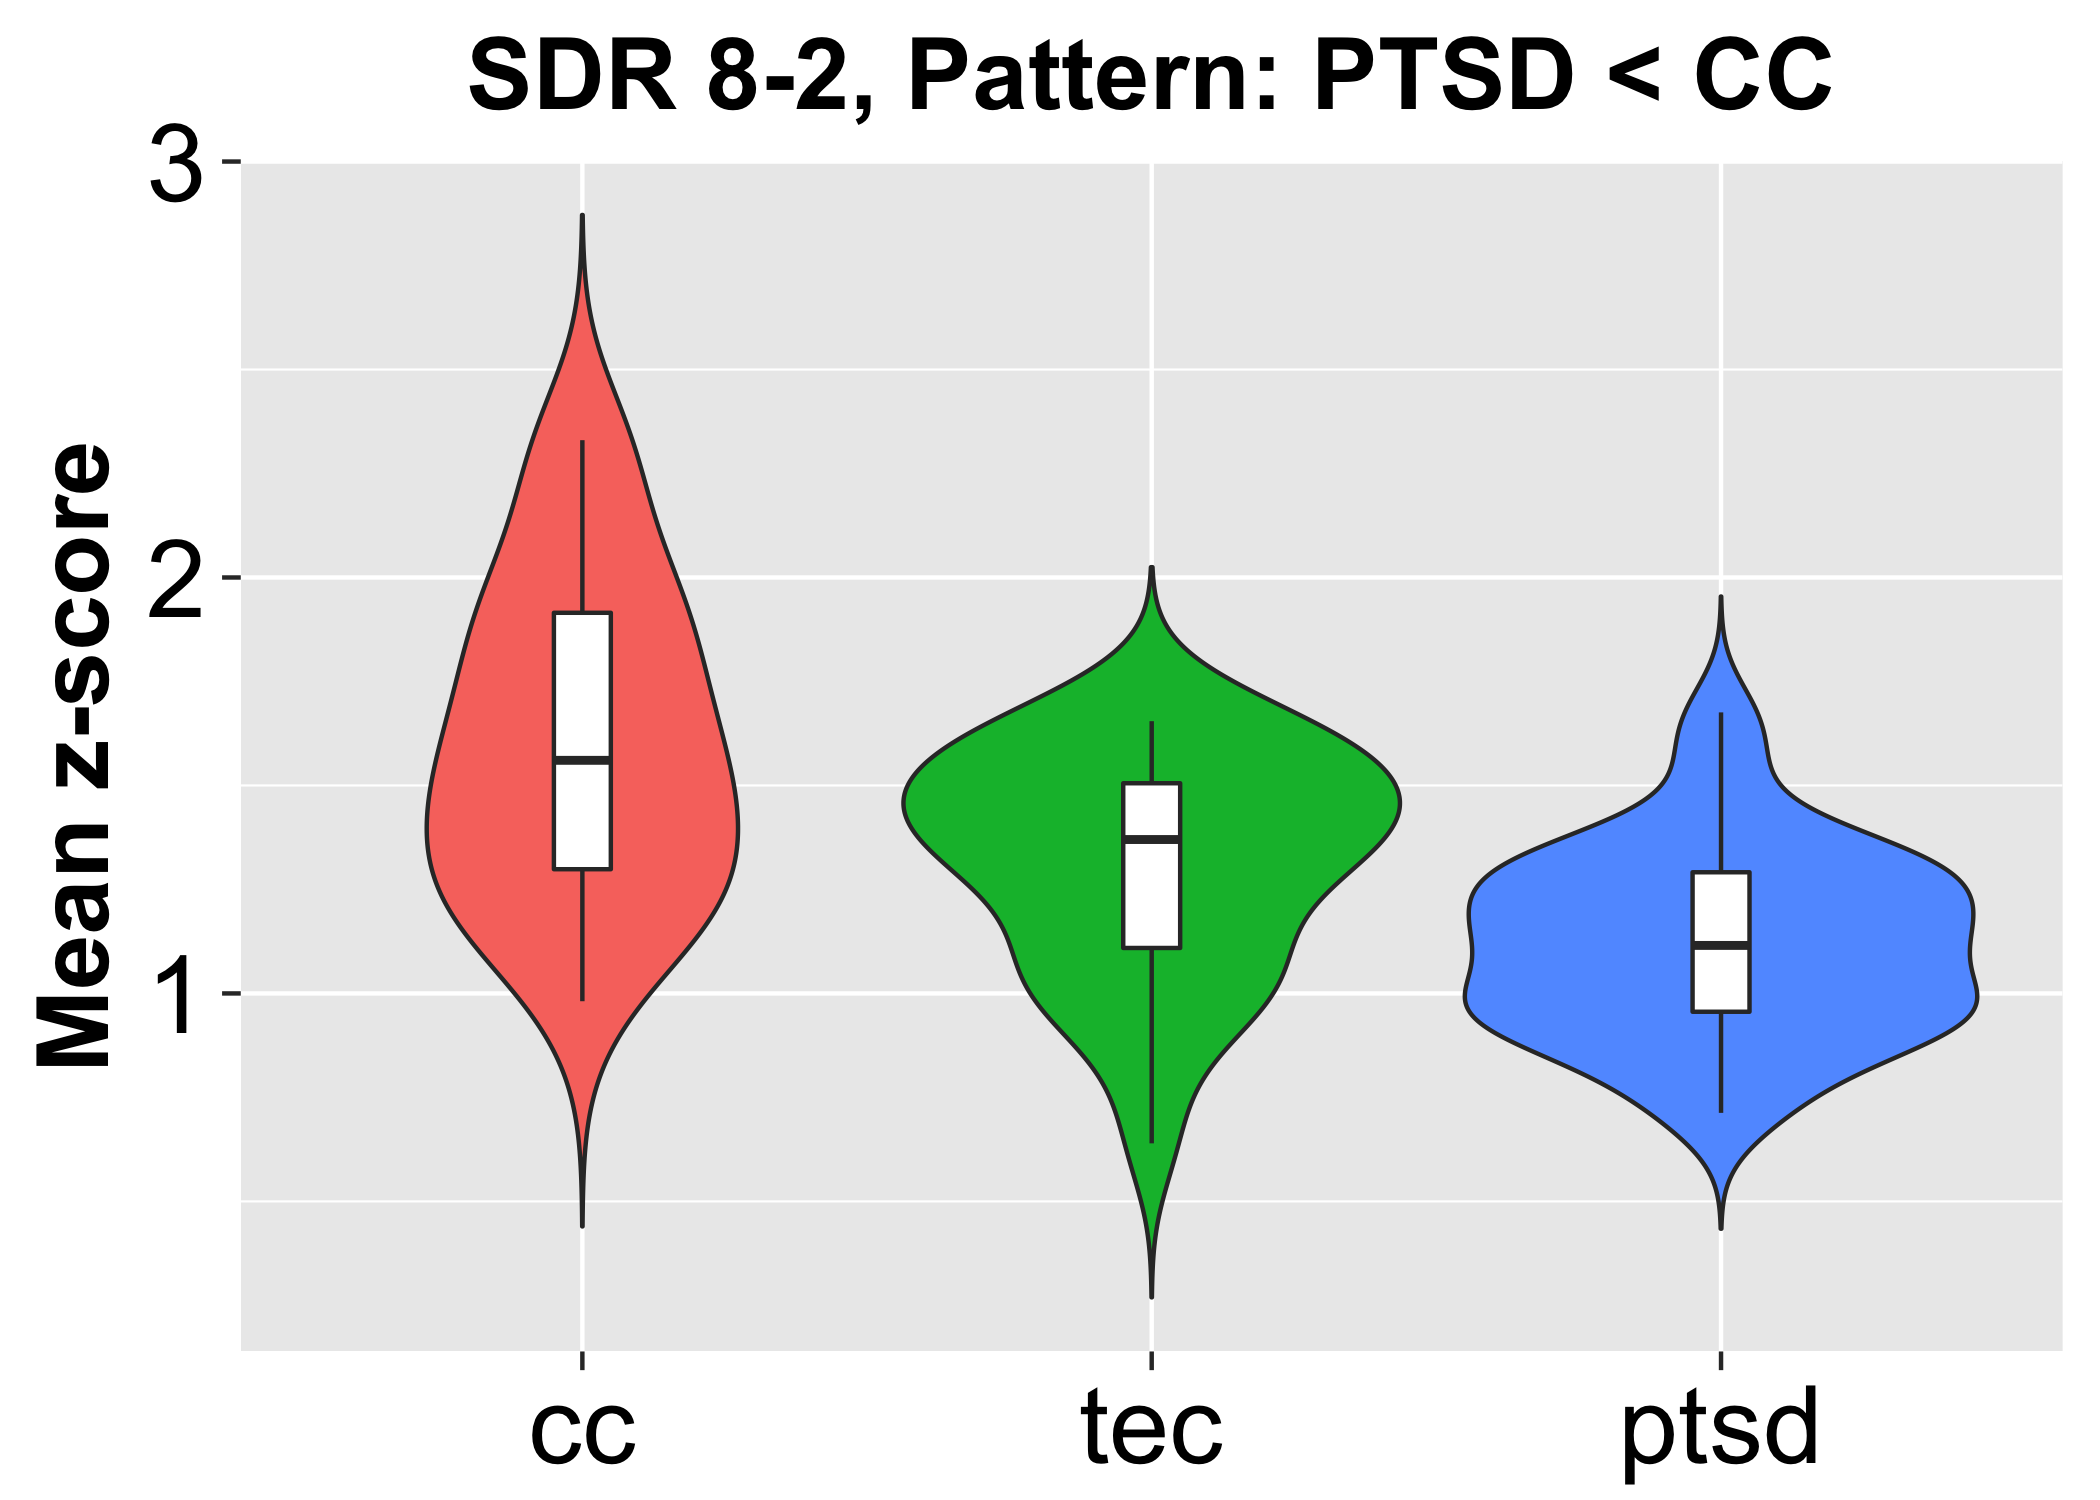 SDR 8-2, Pattern: PTSD < CC
Mean z-score
3
2
1
cc
tec
ptsd